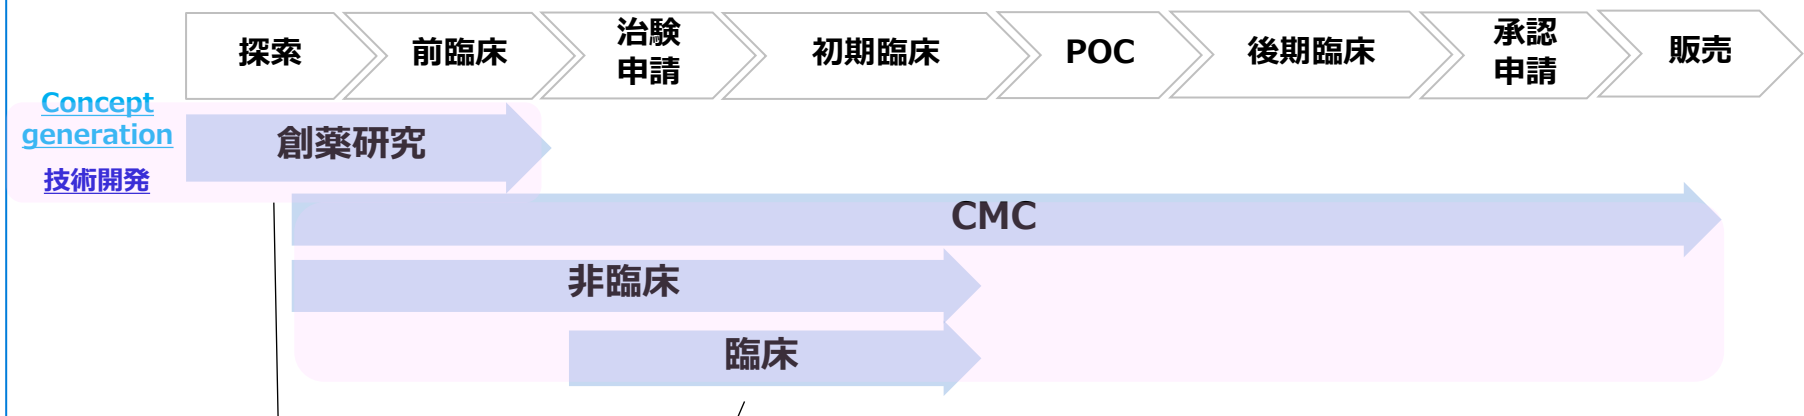 探索
前臨床
治験
申請
初期臨床
POC
後期臨床
承認
申請
販売
Concept
generation
技術開発
創薬研究
CMC
非臨床
臨床